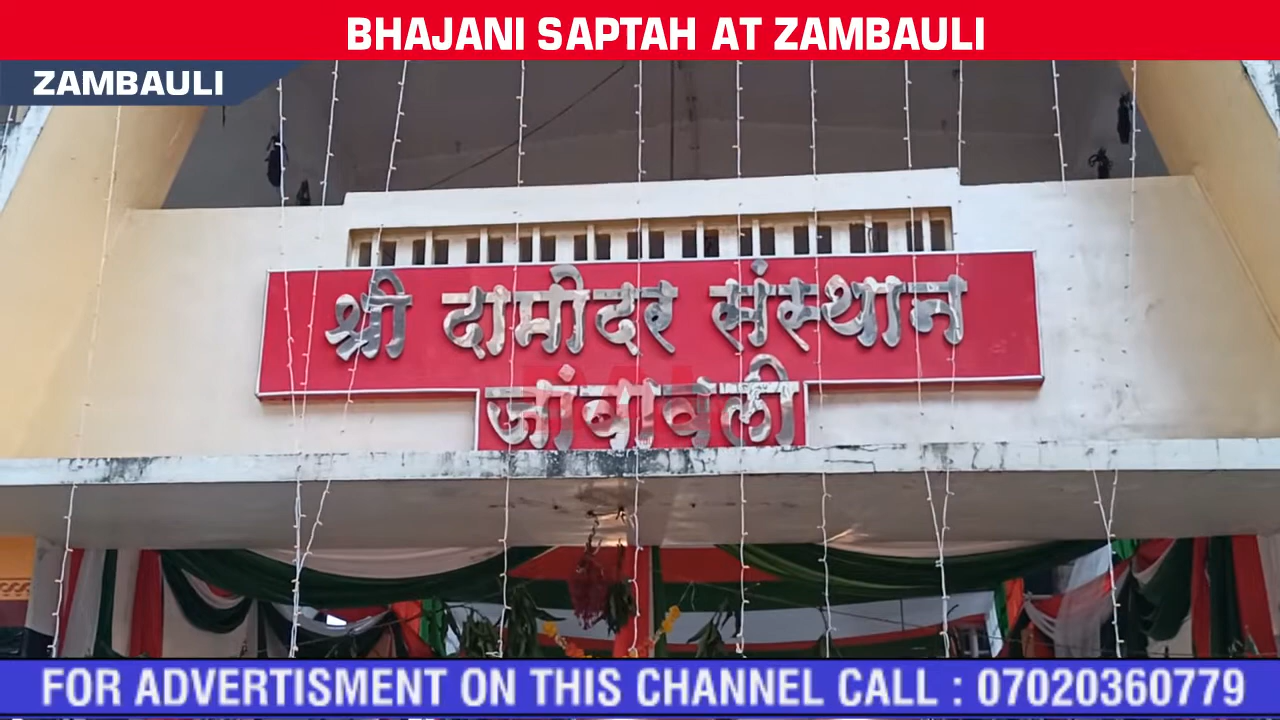 BHAJANI SAPTAH AT ZAMBAULI
ZAMBAULI
श्री दामोदर संस्थान
जांबावली
FOR ADVERTISMENT ON THIS CHANNEL CALL : 07020360779